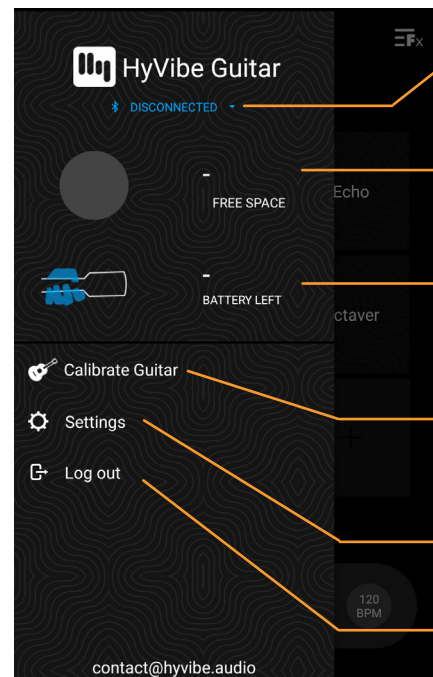 HyVibe Guitar
DISCONNECTED
Fx
-
FREE SPACE
Echo
-
BATTERY LEFT
ctaver
Calibrate Guitar
+
Settings
Log out
120
BPM
contact@hyvibe.audio